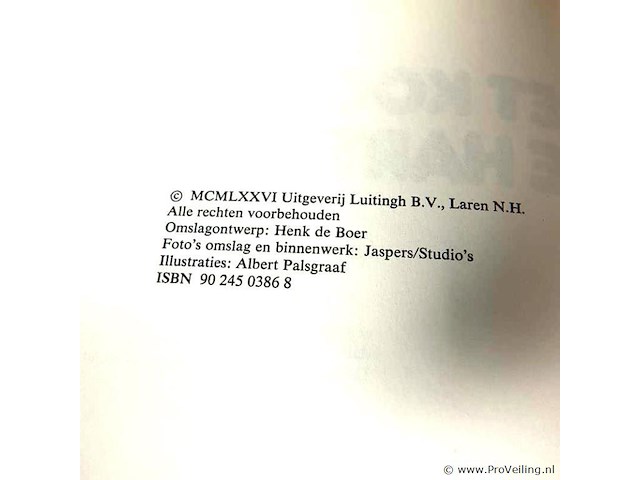 © MCMLXXVI Uitgeverij Luitingh B.V., Laren N.H.
Alle rechten voorbehouden
Omslagontwerp: Henk de Boer
Foto's omslag en binnenwerk: Jaspers/Studio's
Illustraties: Albert Palsgraaf
ISBN 90 245 0386 8
© www.ProVeiling.nl